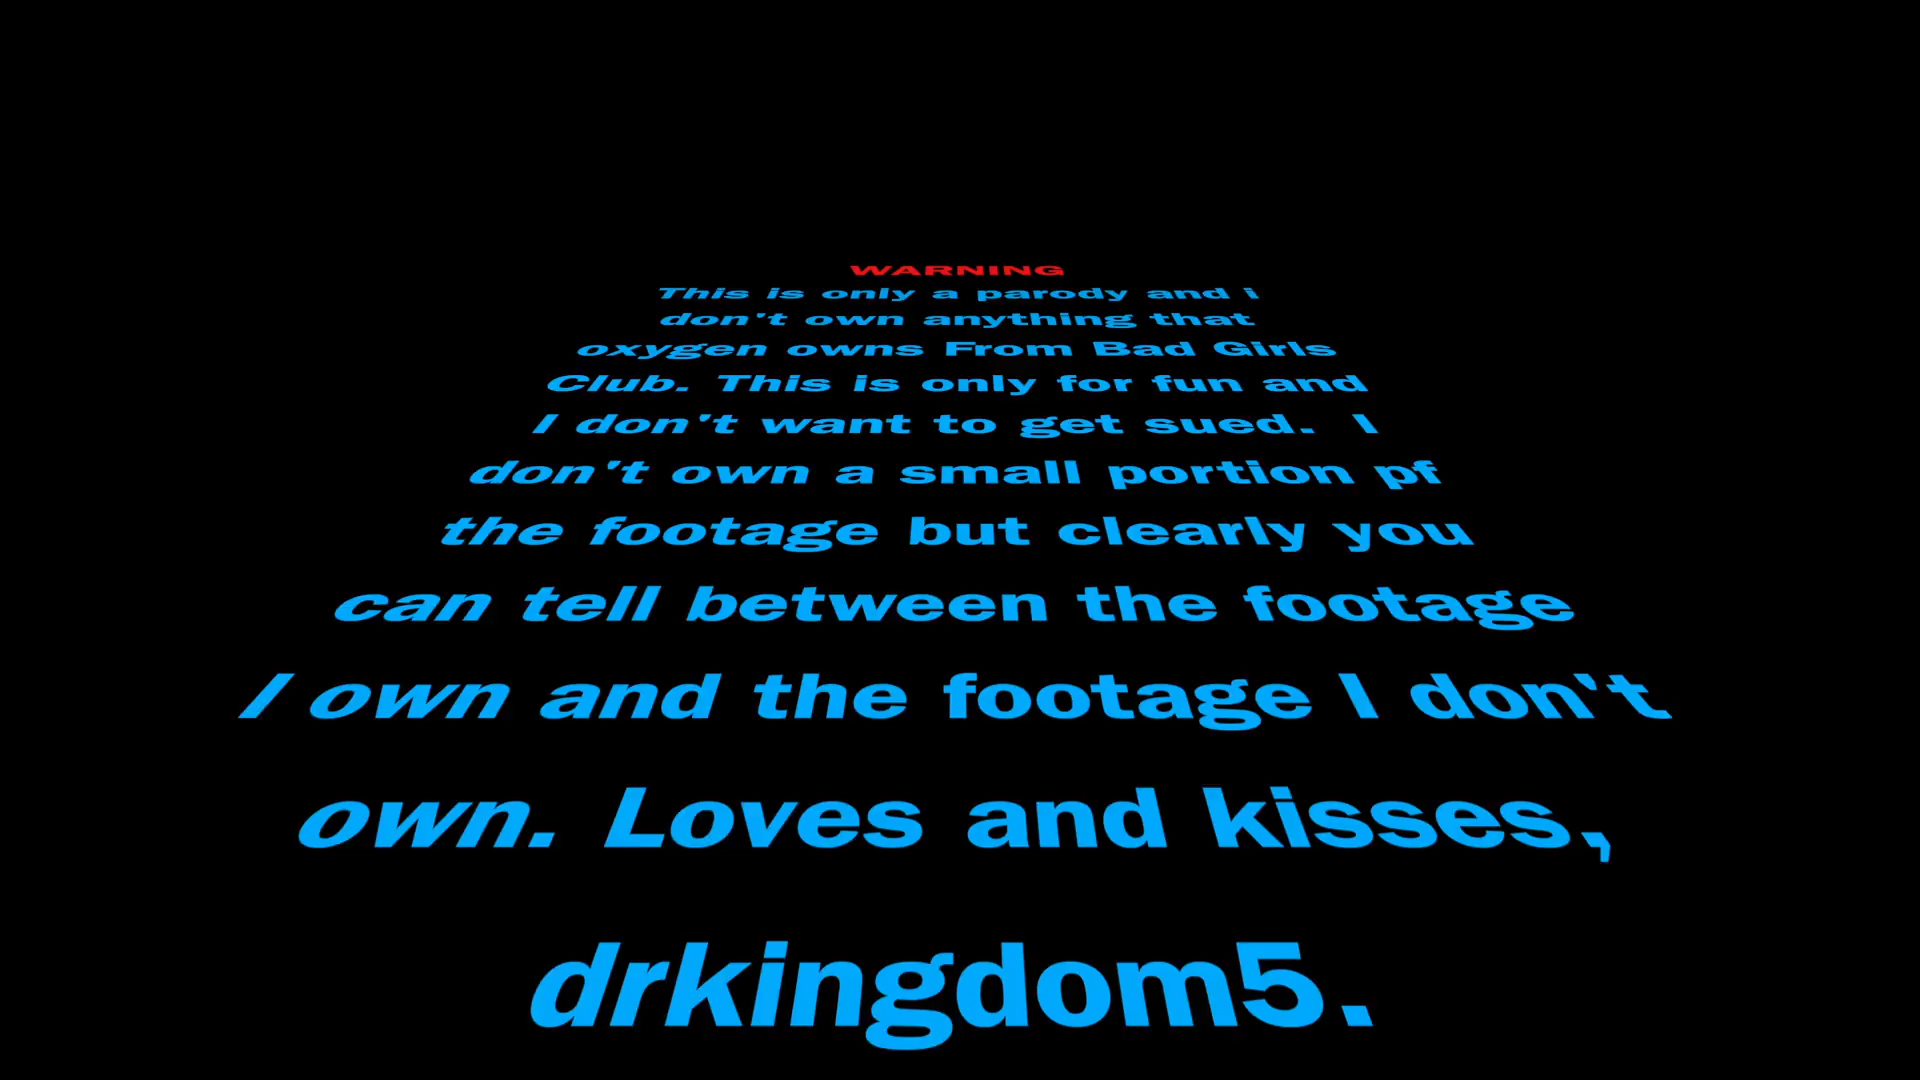 WARNING
This is only a parody and i
don't own anything that
oxygen owns From Bad Girls
Club. This is only for fun and
I don't want to get sued.  I
don't own a small portion pf
the footage but clearly you
can tell between the footage
I own and the footage I don't
own. Loves and kisses,
drkingdom5.